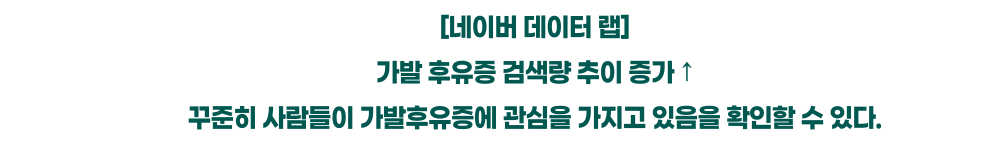 [네이버 데이터 랩]
가발 후유증 검색량 추이 증가 ↑
꾸준히 사람들이 가발후유증에 관심을 가지고 있음을 확인할 수 있다.